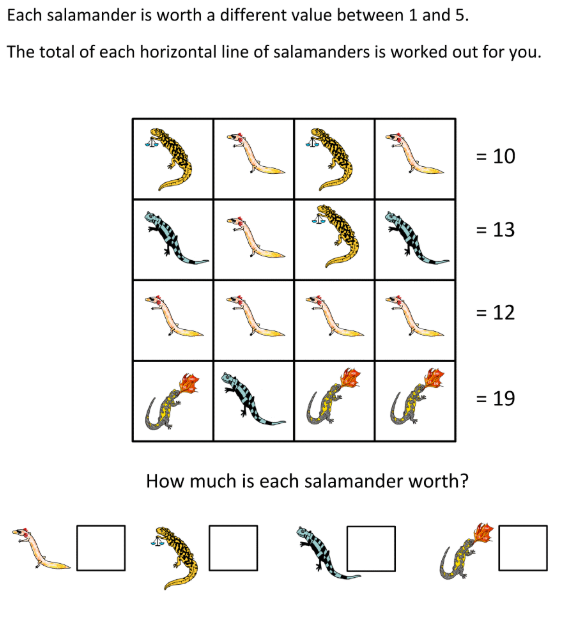 Each salamander is worth a different value between 1 and 5.
The total of each horizontal line of salamanders is worked out for you.
= 10
= 13
= 12
= 19
How much is each salamander worth?